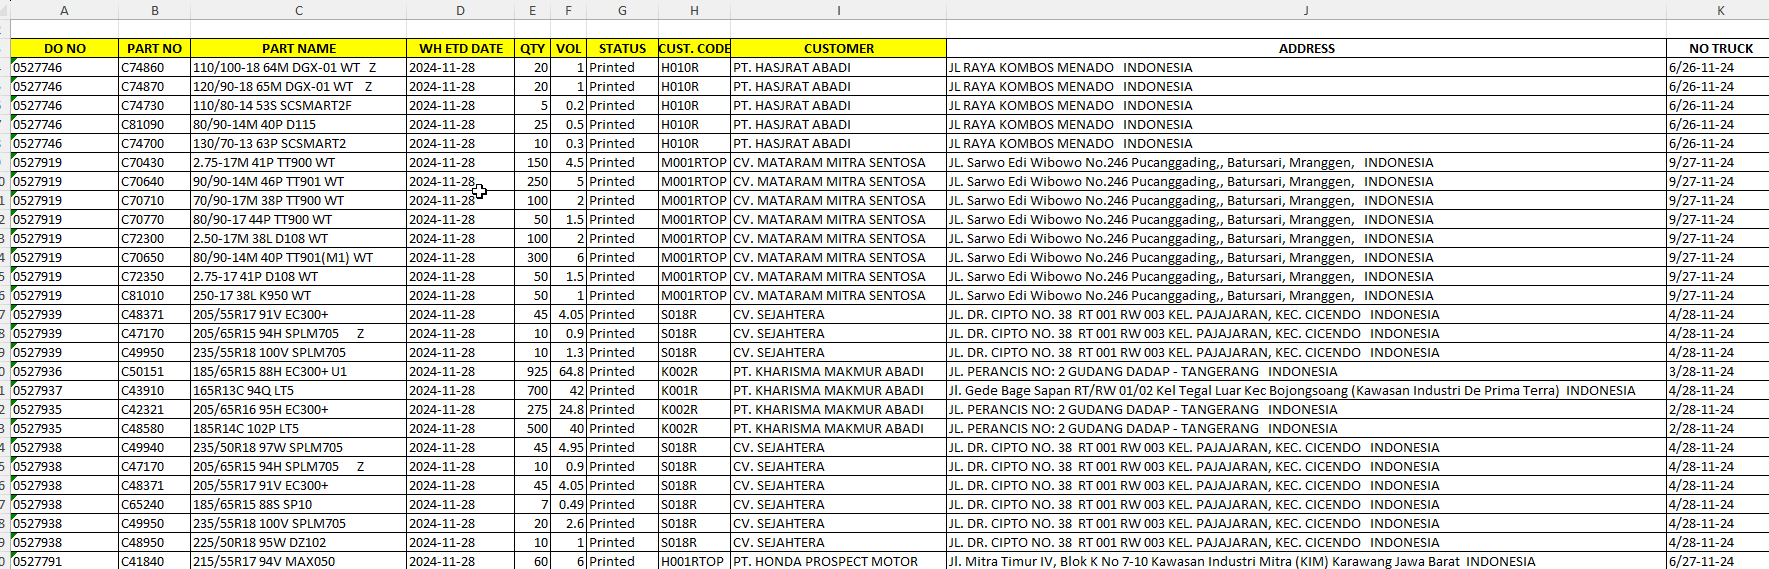 A B C D E F G H I J K
DO NO PART NO PART NAME WH ETD DATE QTY VOL STATUS CUST. CODE CUSTOMER ADDRESS NO TRUCK
0527746 C74860 110/100-18 64M DGX-01 WT Z 2024-11-28 20 1 Printed H010R PT. HASJRAT ABADI JL RAYA KOMBOS MENADO INDONESIA 6/26-11-24
0527746 C74870 120/90-18 65M DGX-01 WT Z 2024-11-28 20 1 Printed H010R PT. HASJRAT ABADI JL RAYA KOMBOS MENADO INDONESIA 6/26-11-24
0527746 C74730 110/80-14 53S SCSMART2F 2024-11-28 5 0.2 Printed H010R PT. HASJRAT ABADI JL RAYA KOMBOS MENADO INDONESIA 6/26-11-24
0527746 C81090 80/90-14M 40P D115 2024-11-28 25 0.5 Printed H010R PT. HASJRAT ABADI JL RAYA KOMBOS MENADO INDONESIA 6/26-11-24
0527746 C74700 130/70-13 63P SCSMART2 2024-11-28 10 0.3 Printed H010R PT. HASJRAT ABADI JL RAYA KOMBOS MENADO INDONESIA 6/26-11-24
0527919 C70430 2.75-17M 41P TT900 WT 2024-11-28 150 4.5 Printed M001RTOP CV. MATARAM MITRA SENTOSA JL. Sarwo Edi Wibowo No.246 Pucanggading,, Batursari, Mranggen, INDONESIA 9/27-11-24
0527919 C70640 90/90-14M 46P TT901 WT 2024-11-28 250 5 Printed M001RTOP CV. MATARAM MITRA SENTOSA JL. Sarwo Edi Wibowo No.246 Pucanggading,, Batursari, Mranggen, INDONESIA 9/27-11-24
0527919 C70710 70/90-17M 38P TT900 WT 2024-11-28 100 2 Printed M001RTOP CV. MATARAM MITRA SENTOSA JL. Sarwo Edi Wibowo No.246 Pucanggading,, Batursari, Mranggen, INDONESIA 9/27-11-24
0527919 C70770 80/90-17 44P TT900 WT 2024-11-28 50 1.5 Printed M001RTOP CV. MATARAM MITRA SENTOSA JL. Sarwo Edi Wibowo No.246 Pucanggading,, Batursari, Mranggen, INDONESIA 9/27-11-24
0527919 C72300 2.50-17M 38L D108 WT 2024-11-28 100 2 Printed M001RTOP CV. MATARAM MITRA SENTOSA JL. Sarwo Edi Wibowo No.246 Pucanggading,, Batursari, Mranggen, INDONESIA 9/27-11-24
0527919 C70650 80/90-14M 40P TT901(M1) WT 2024-11-28 300 6 Printed M001RTOP CV. MATARAM MITRA SENTOSA JL. Sarwo Edi Wibowo No.246 Pucanggading,, Batursari, Mranggen, INDONESIA 9/27-11-24
0527919 C72350 2.75-17 41P D108 WT 2024-11-28 50 1.5 Printed M001RTOP CV. MATARAM MITRA SENTOSA JL. Sarwo Edi Wibowo No.246 Pucanggading,, Batursari, Mranggen, INDONESIA 9/27-11-24
0527919 C81010 250-17 38L K950 WT 2024-11-28 50 1 Printed M001RTOP CV. MATARAM MITRA SENTOSA JL. Sarwo Edi Wibowo No.246 Pucanggading,, Batursari, Mranggen, INDONESIA 9/27-11-24
0527939 C48371 205/55R17 91V EC300+ 2024-11-28 45 4.05 Printed S018R CV. SEJAHTERA JL. DR. CIPTO NO. 38 RT 001 RW 003 KEL. PAJAJARAN, KEC. CICENDO INDONESIA 4/28-11-24
0527939 C47170 205/65R15 94H SPLM705 Z 2024-11-28 10 0.9 Printed S018R CV. SEJAHTERA JL. DR. CIPTO NO. 38 RT 001 RW 003 KEL. PAJAJARAN, KEC. CICENDO INDONESIA 4/28-11-24
0527939 C49950 235/55R18 100V SPLM705 2024-11-28 10 1.3 Printed S018R CV. SEJAHTERA JL. DR. CIPTO NO. 38 RT 001 RW 003 KEL. PAJAJARAN, KEC. CICENDO INDONESIA 4/28-11-24
0527936 C50151 185/65R15 88H EC300+ U1 2024-11-28 925 64.8 Printed K002R PT. KHARISMA MAKMUR ABADI JL. PERANCIS NO: 2 GUDANG DADAP - TANGERANG INDONESIA 3/28-11-24
0527937 C43910 165R13C 94Q LT5 2024-11-28 700 42 Printed K001R PT. KHARISMA MAKMUR ABADI Jl. Gede Bage Sapan RT/RW 01/02 Kel Tegal Luar Kec Bojongsoang (Kawasan Industri De Prima Terra) INDONESIA 4/28-11-24
0527935 C42321 205/65R16 95H EC300+ 2024-11-28 275 24.8 Printed K002R PT. KHARISMA MAKMUR ABADI JL. PERANCIS NO: 2 GUDANG DADAP - TANGERANG INDONESIA 2/28-11-24
0527935 C48580 185R14C 102P LT5 2024-11-28 500 40 Printed K002R PT. KHARISMA MAKMUR ABADI JL. PERANCIS NO: 2 GUDANG DADAP - TANGERANG INDONESIA 2/28-11-24
0527938 C49940 235/50R18 97W SPLM705 2024-11-28 45 4.95 Printed S018R CV. SEJAHTERA JL. DR. CIPTO NO. 38 RT 001 RW 003 KEL. PAJAJARAN, KEC. CICENDO INDONESIA 4/28-11-24
0527938 C47170 205/65R15 94H SPLM705 Z 2024-11-28 10 0.9 Printed S018R CV. SEJAHTERA JL. DR. CIPTO NO. 38 RT 001 RW 003 KEL. PAJAJARAN, KEC. CICENDO INDONESIA 4/28-11-24
0527938 C48371 205/55R17 91V EC300+ 2024-11-28 45 4.05 Printed S018R CV. SEJAHTERA JL. DR. CIPTO NO. 38 RT 001 RW 003 KEL. PAJAJARAN, KEC. CICENDO INDONESIA 4/28-11-24
0527938 C65240 185/65R15 88S SP10 2024-11-28 7 0.49 Printed S018R CV. SEJAHTERA JL. DR. CIPTO NO. 38 RT 001 RW 003 KEL. PAJAJARAN, KEC. CICENDO INDONESIA 4/28-11-24
0527938 C49950 235/55R18 100V SPLM705 2024-11-28 20 2.6 Printed S018R CV. SEJAHTERA JL. DR. CIPTO NO. 38 RT 001 RW 003 KEL. PAJAJARAN, KEC. CICENDO INDONESIA 4/28-11-24
0527938 C48950 225/50R18 95W DZ102 2024-11-28 10 1 Printed S018R CV. SEJAHTERA JL. DR. CIPTO NO. 38 RT 001 RW 003 KEL. PAJAJARAN, KEC. CICENDO INDONESIA 4/28-11-24
0527791 C41840 215/55R17 94V MAX050 2024-11-28 60 6 Printed H001RTOP PT. HONDA PROSPECT MOTOR Jl. Mitra Timur IV, Blok K No 7-10 Kawasan Industri Mitra (KIM) Karawang Jawa Barat INDONESIA 6/27-11-24